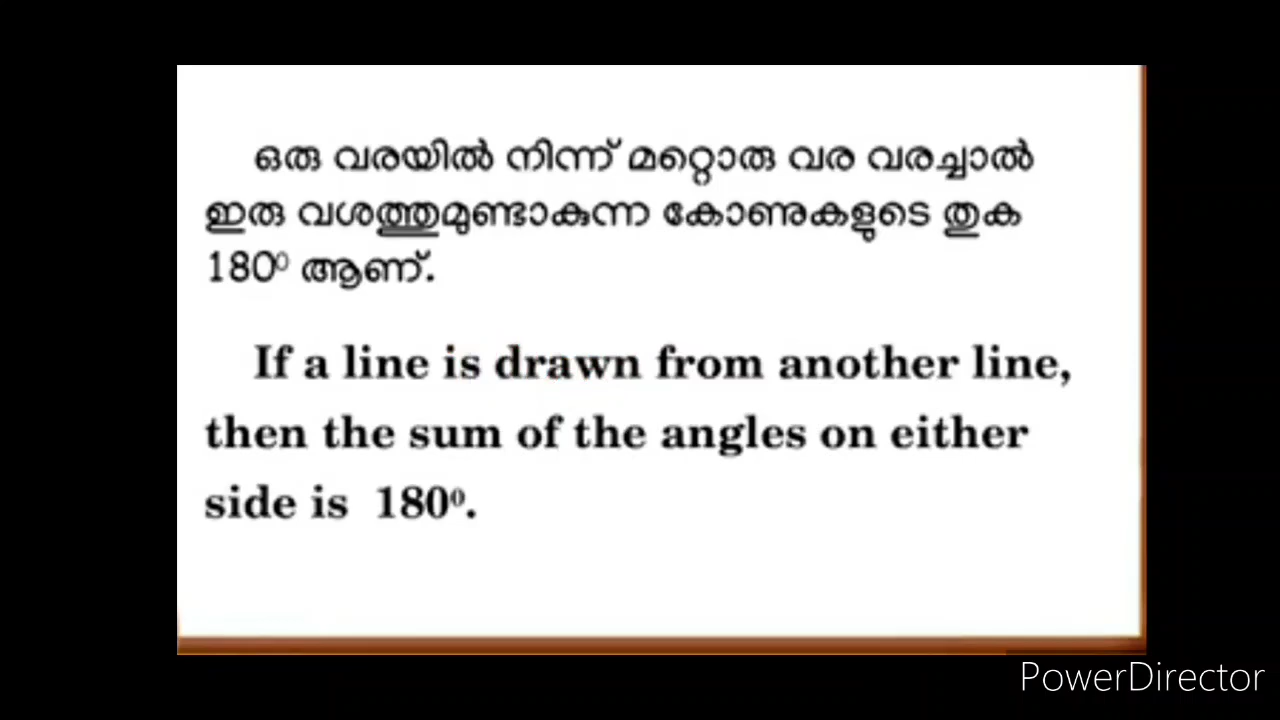 ഒരു വരയിൽ നിന്ന് മറ്റൊരു വര വരച്ചാൽ
ഇരു വശത്തുമുണ്ടാകുന്ന കോണുകളുടെ തുക
180⁰ ആണ്.
If a line is drawn from another line,
then the sum of the angles on either
side is 180⁰.
PowerDirector